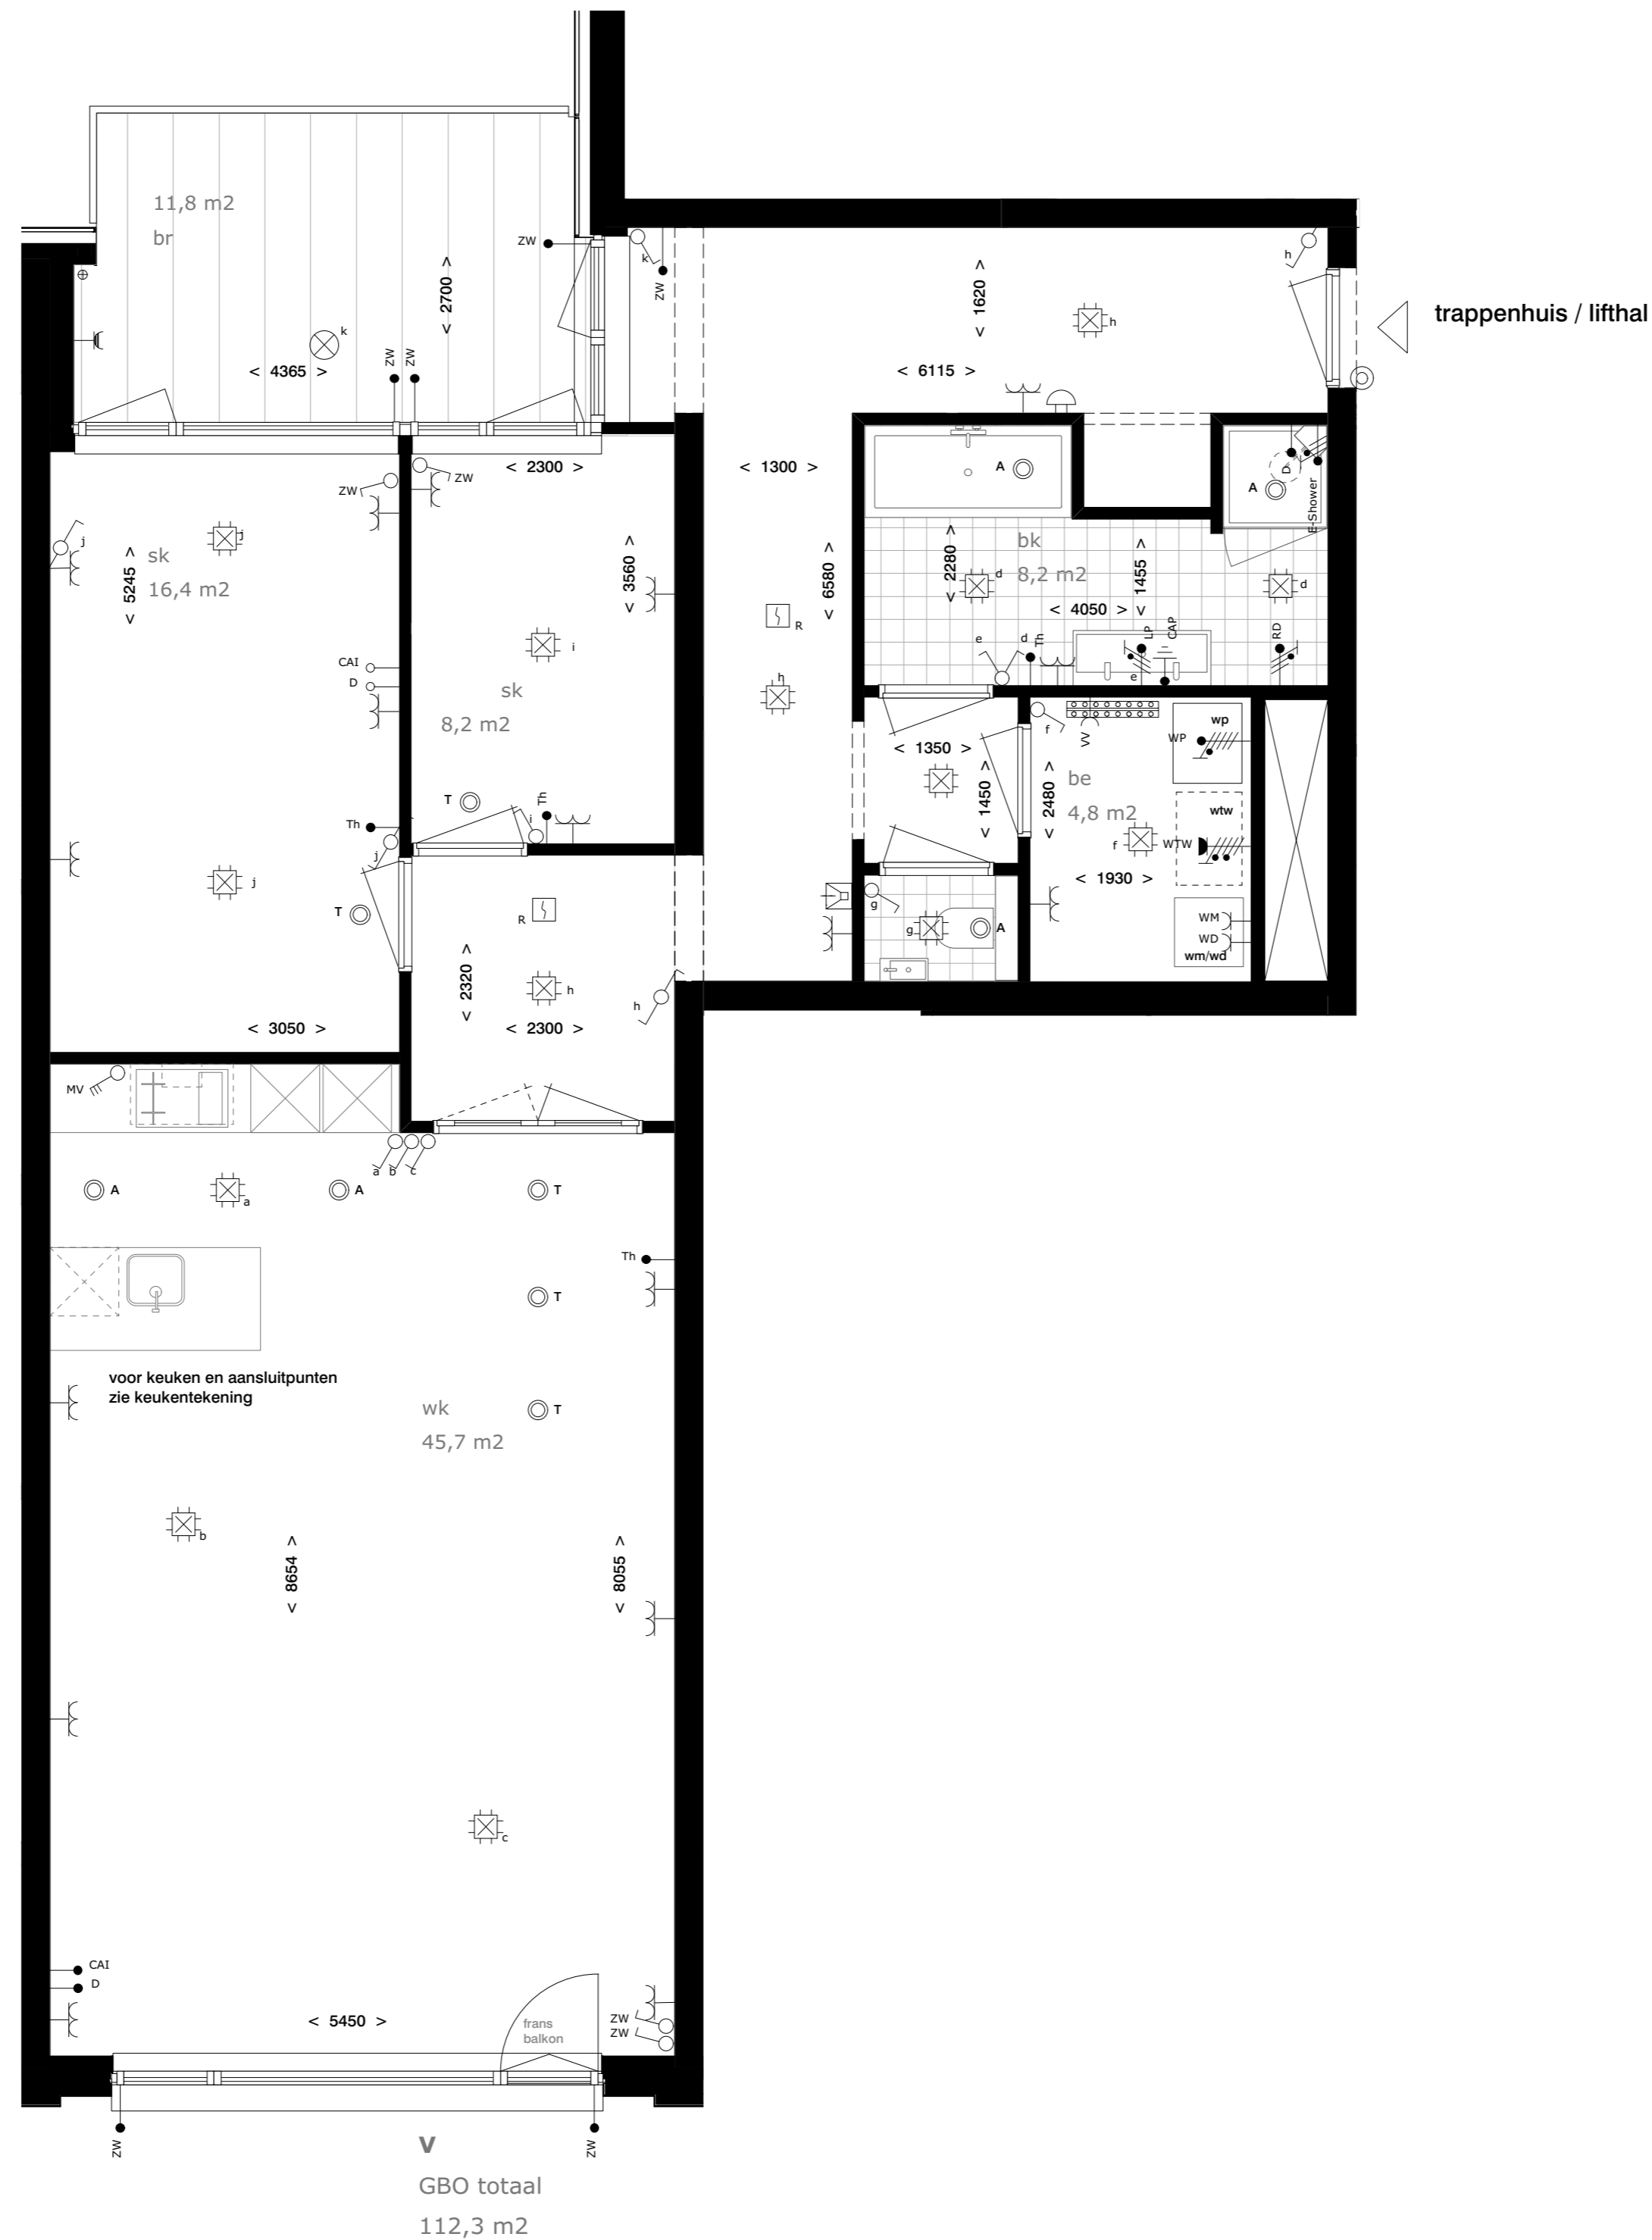 11,8 m2
br
ZW
k
ZW
h
< 2700 >
< 1620 >
h
trappenhuis / lifthal
k
ZW
ZW
< 4365 >
< 6115 >
< 2300 >
< 1300 >
ZW
ZW
A
A
D
E-Shower
j
j
sk
16,4 m2
< 5245 >
< 3560 >
< 6580 >
< 2280 >
bk
8,2 m2
< 1455 >
d
d
< 4050 >
R
i
e
d
Th
LP
CAP
RD
e
CAI
D
sk
8,2 m2
h
f
VV
wp
WP
< 1350 >
< 1450 >
< 2480 >
be
4,8 m2
T
Th
i
Th
j
wtw
f
WTW
j
< 1930 >
T
R
g
g
A
WM
WD
wm/wd
< 2320 >
h
h
< 3050 >
< 2300 >
MV
a
b
c
A
a
A
T
Th
T
voor keuken en aansluitpunten
zie keukentekening
wk
45,7 m2
T
b
< 8654 >
< 8055 >
c
CAI
D
< 5450 >
frans
balkon
ZW
ZW
ZW
ZW
v
GBO totaal
112,3 m2